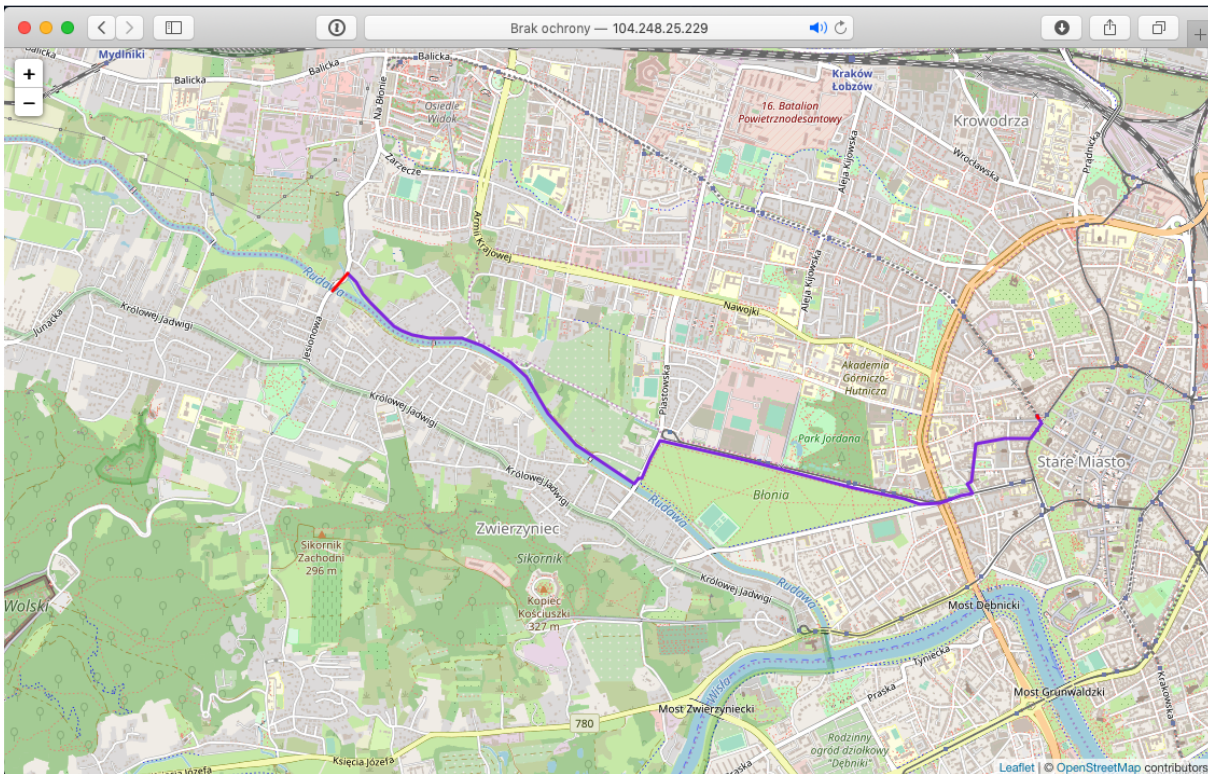 Brak ochrony — 104.248.25.229
+
−
Mydlniki
Balicka
Balicka
Balicka
Balicka
Na Błonie
Osiedle
Widok
Zarzecze
Armii Krajowej
16. Batalion
Powietrznodesantowy
Kraków
Łobzów
Krowodrza
Prądnicka
Wrocławska
Aleja Kijowska
Aleja Kijowska
Nawojki
Rudawa
Junacka
Królowej Jadwigi
Jesionowa
Królowej Jadwigi
Królowej Jadwigi
Piastowska
Akademia
Górniczo-
Hutnicza
Park Jordana
Stare Miasto
Błonia
Rudawa
Zwierzyniec
Sikornik
Sikornik
Zachodni
296 m
Kopiec
Kościuszki
327 m
Królowej Jadwigi
Rudawa
Wolski
Most Dębnicki
Tyniecka
Wisła
Praska
Most Zwierzyniecki
Most Grunwaldzki
Krakowska
780
Rodzinny
ogród działkowy
"Dębniki"
Księcia Józefa
Leaflet | © OpenStreetMap contributors